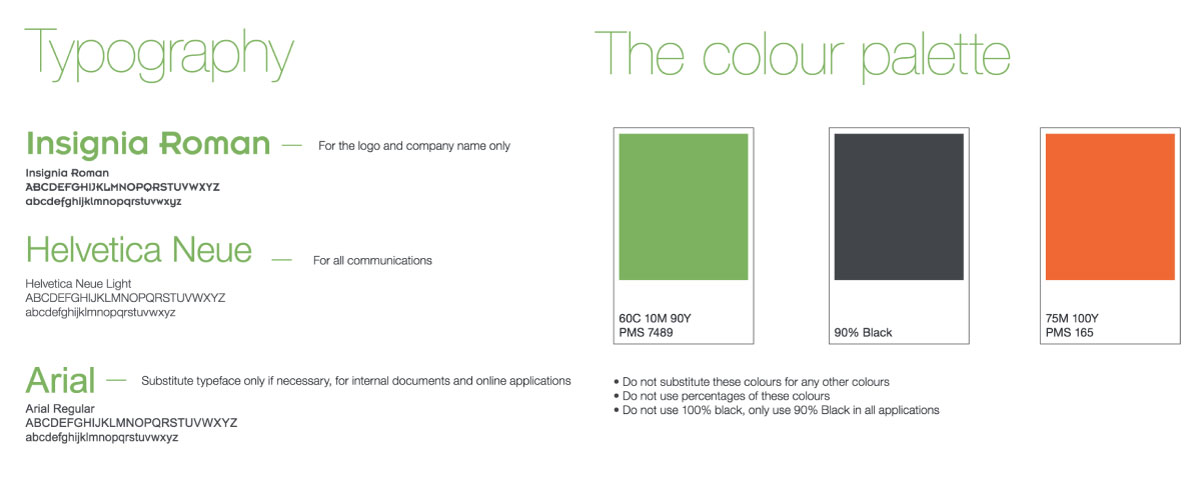 Typography
Insignia Roman — For the logo and company name only
Insignia Roman
ABCDEFGHIJKLMNOPQRSTUVWXYZ
abcdefghijklmnopqrstuvwxyz
Helvetica Neue — For all communications
Helvetica Neue Light
ABCDEFGHIJKLMNOPQRSTUVWXYZ
abcdefghijklmnopqrstuvwxyz
Arial — Substitute typeface only if necessary, for internal documents and online applications
Arial Regular
ABCDEFGHIJKLMNOPQRSTUVWXYZ
abcdefghijklmnopqrstuvwxyz
The colour palette
60C 10M 90Y
PMS 7489
90% Black
75M 100Y
PMS 165
• Do not substitute these colours for any other colours
• Do not use percentages of these colours
• Do not use 100% black, only use 90% Black in all applications